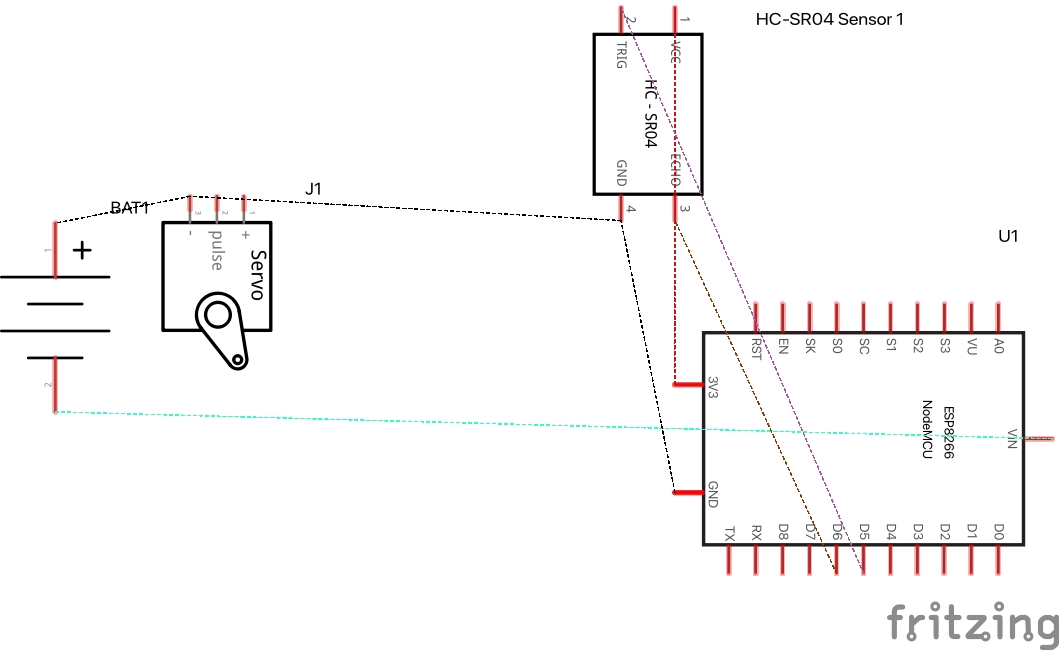 HC-SR04 Sensor 1
2
1
TRIG
VCC
HC - SR04
GND
ECHO
4
3
BAT1
J1
3
2
1
-
pulse
+
Servo
1
+
2
U1
RST
EN
SK
S0
SC
S1
S2
S3
VU
A0
3V3
GND
ESP8266
NodeMCU
VIN
TX
RX
D8
D7
D6
D5
D4
D3
D2
D1
D0
fritzing